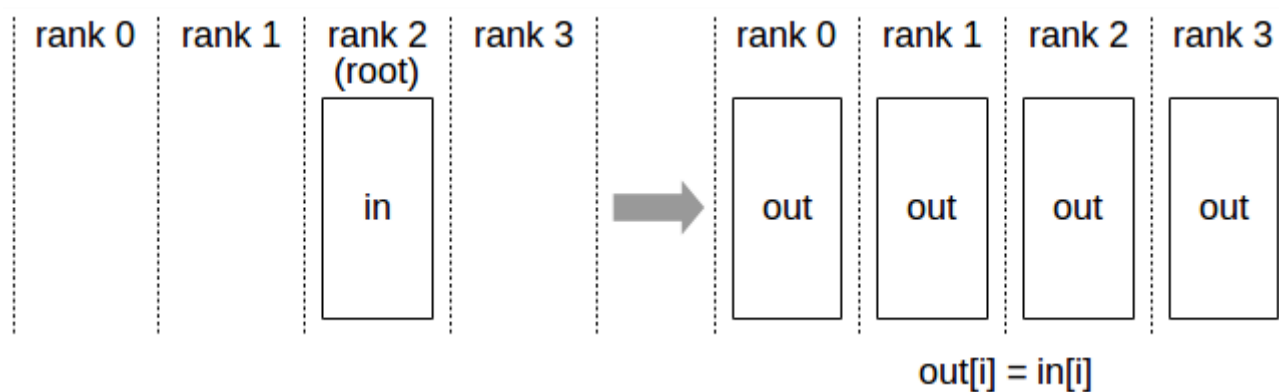 rank 0 rank 1 rank 2 rank 3 rank 0 rank 1 rank 2 rank 3
(root)
in out out out out
out[i] = in[i]